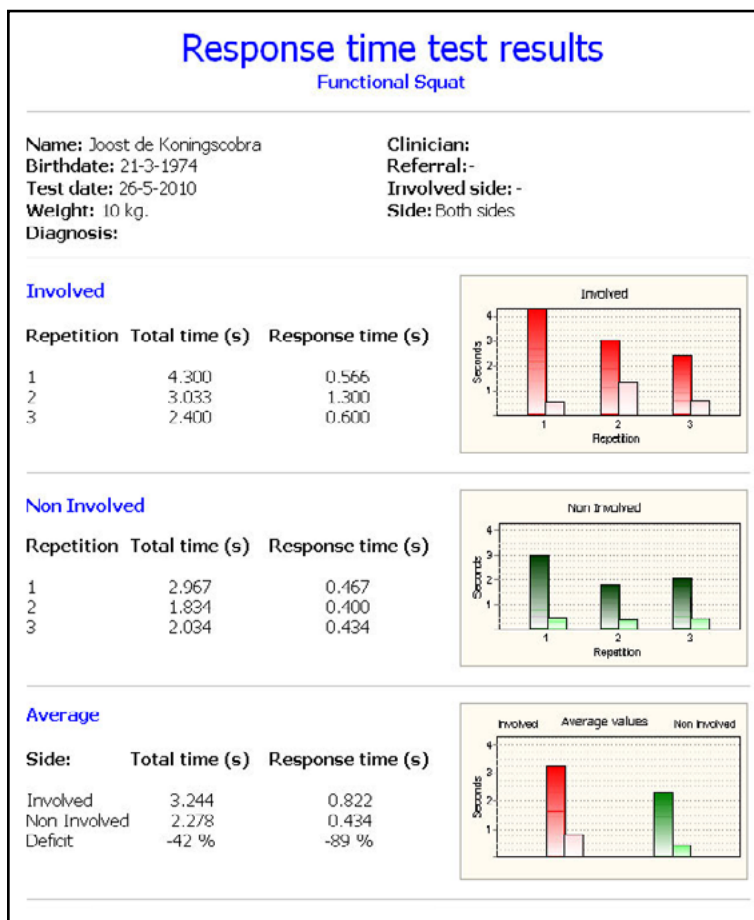 Response time test results
Functional Squat
Name: Joost de Koningscobra
Birthdate: 21-3-1974
Test date: 26-5-2010
Weight: 10 kg.
Diagnosis:
Clinician:
Referral:-
Involved side: -
Side: Both sides
Involved
Repetition Total time (s) Response time (s)
1 4.300 0.566
2 3.033 1.300
3 2.400 0.600
Involved
Seconds
4
3
2
1
1 2 3
Repetition
Non Involved
Repetition Total time (s) Response time (s)
1 2.967 0.467
2 1.834 0.400
3 2.034 0.434
Non Involved
Seconds
4
3
2
1
1 2 3
Repetition
Average
Side: Total time (s) Response time (s)
Involved 3.244 0.822
Non Involved 2.278 0.434
Deficit -42 % -89 %
Involved Average values Non Involved
Seconds
4
3
2
1